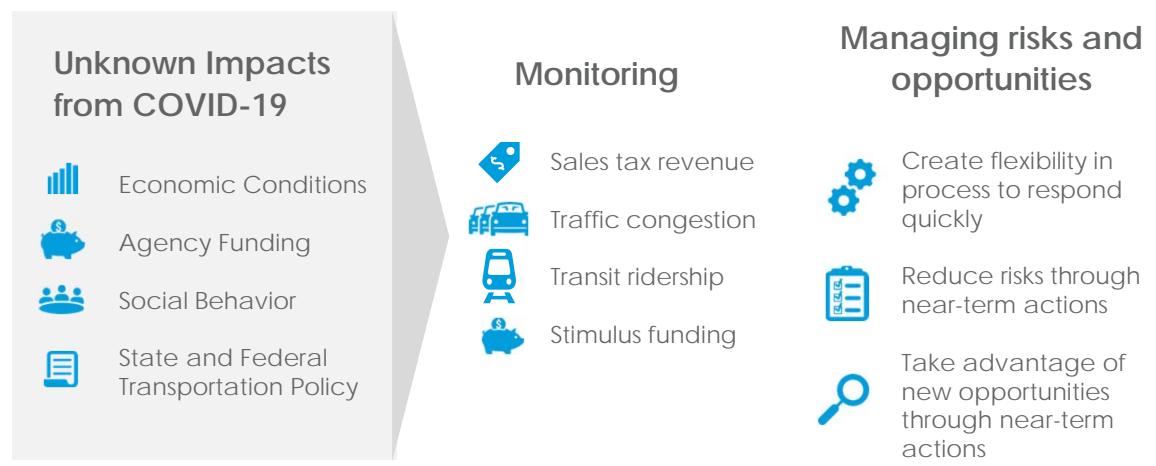 Unknown Impacts
from COVID-19
Economic Conditions
Agency Funding
Social Behavior
State and Federal
Transportation Policy
Monitoring
Sales tax revenue
Traffic congestion
Transit ridership
Stimulus funding
Managing risks and
opportunities
Create flexibility in
process to respond
quickly
Reduce risks through
near-term actions
Take advantage of
new opportunities
through near-term
actions